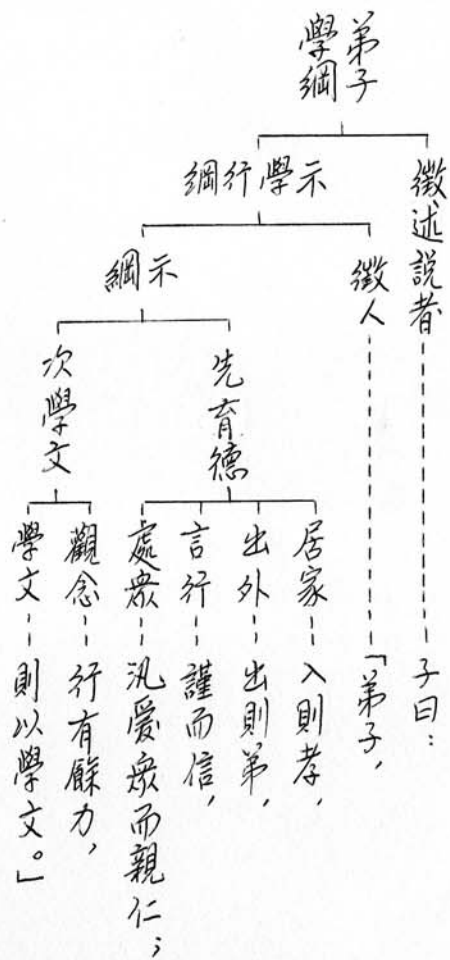 弟子
學綱
徵述說者 子曰：
示學行綱
徵人 「弟子，
示綱
先育德
居家 入則孝，
出外 出則弟，
言行 謹而信，
處衆 汎愛衆而親仁；
次學文
觀念 行有餘力，
學文 則以學文。」